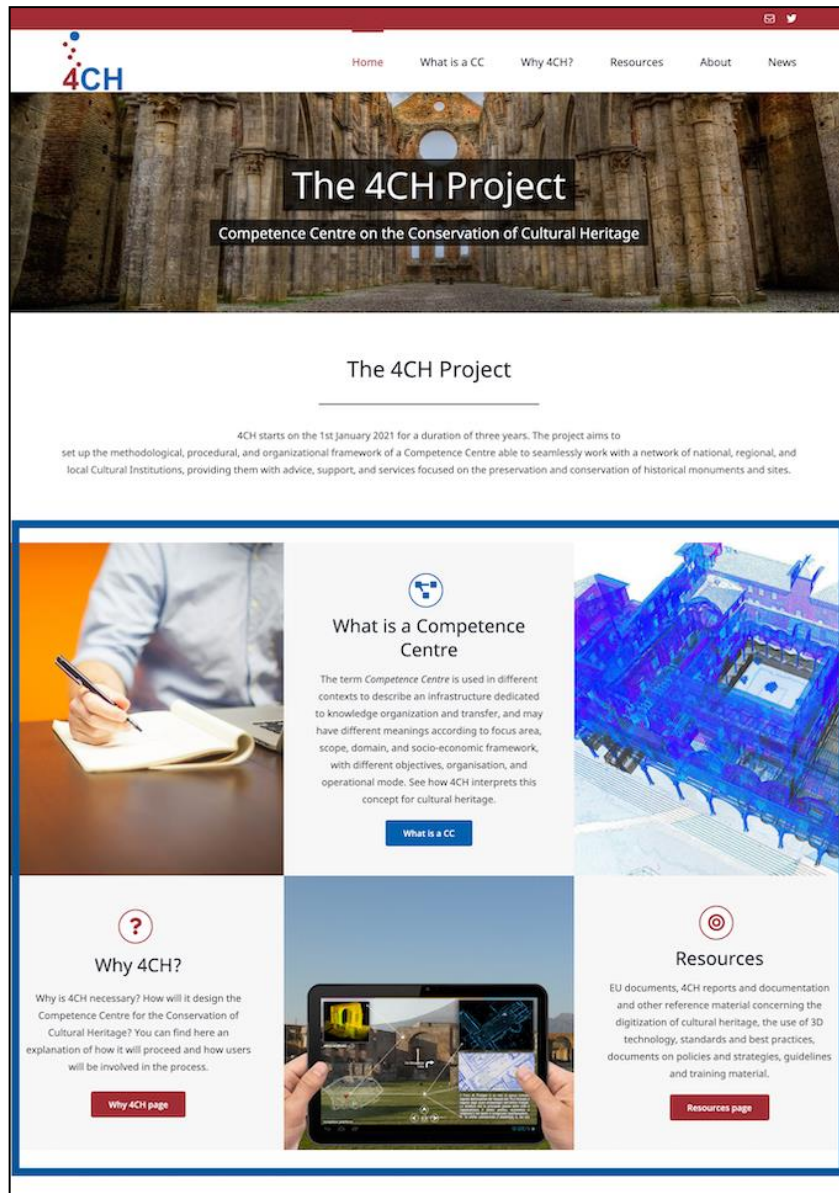 4CH
Home What is a CC Why 4CH? Resources About News
The 4CH Project
Competence Centre on the Conservation of Cultural Heritage
The 4CH Project
4CH starts on the 1st January 2021 for a duration of three years. The project aims to
set up the methodological, procedural, and organizational framework of a Competence Centre able to seamlessly work with a network of national, regional, and
local Cultural Institutions, providing them with advice, support, and services focused on the preservation and conservation of historical monuments and sites.
What is a Competence
Centre
The term Competence Centre is used in different
contexts to describe an infrastructure dedicated
to knowledge organization and transfer, and may
have different meanings according to focus area,
scope, domain, and socio-economic framework,
with different objectives, organisation, and
operational mode. See how 4CH interprets this
concept for cultural heritage.
What is a CC
Why 4CH?
Why is 4CH necessary? How will it design the
Competence Centre for the Conservation of
Cultural Heritage? You can find here an
explanation of how it will proceed and how users
will be involved in the process.
Why 4CH page
Resources
EU documents, 4CH reports and documentation
and other reference material concerning the
digitization of cultural heritage, the use of 3D
technology, standards and best practices,
documents on policies and strategies, guidelines
and training material.
Resources page